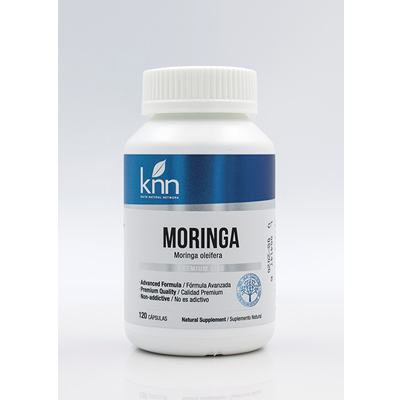 knn
MORINGA
Moringa oleifera
PREMIUM
Advanced Formula / Fórmula Avanzada
Premium Quality / Calidad Premium
Non-addictive / No es adictivo
120 CÁPSULAS
Natural Supplement / Suplemento Natural